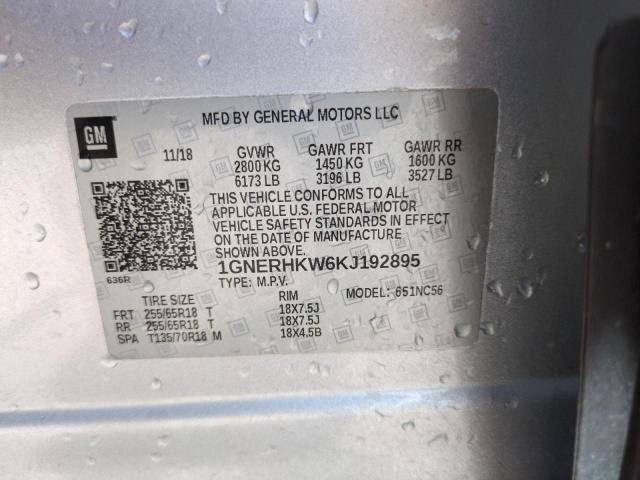 GM
MFD BY GENERAL MOTORS LLC
11/18 GVWR GAWR FRT GAWR RR
2800 KG 1450 KG 1600 KG
6173 LB 3196 LB 3527 LB
THIS VEHICLE CONFORMS TO ALL
APPLICABLE U.S. FEDERAL MOTOR
VEHICLE SAFETY STANDARDS IN EFFECT
ON THE DATE OF MANUFACTURE
SHOWN ABOVE.
636R
1GNERHKW6KJ192895
TYPE: M.P.V. MODEL: 651NC56
TIRE SIZE RIM
FRT 255/65R18 T 18X7.5J
RR 255/65R18 T 18X7.5J
SPA T135/70R18 M 18X4.5B